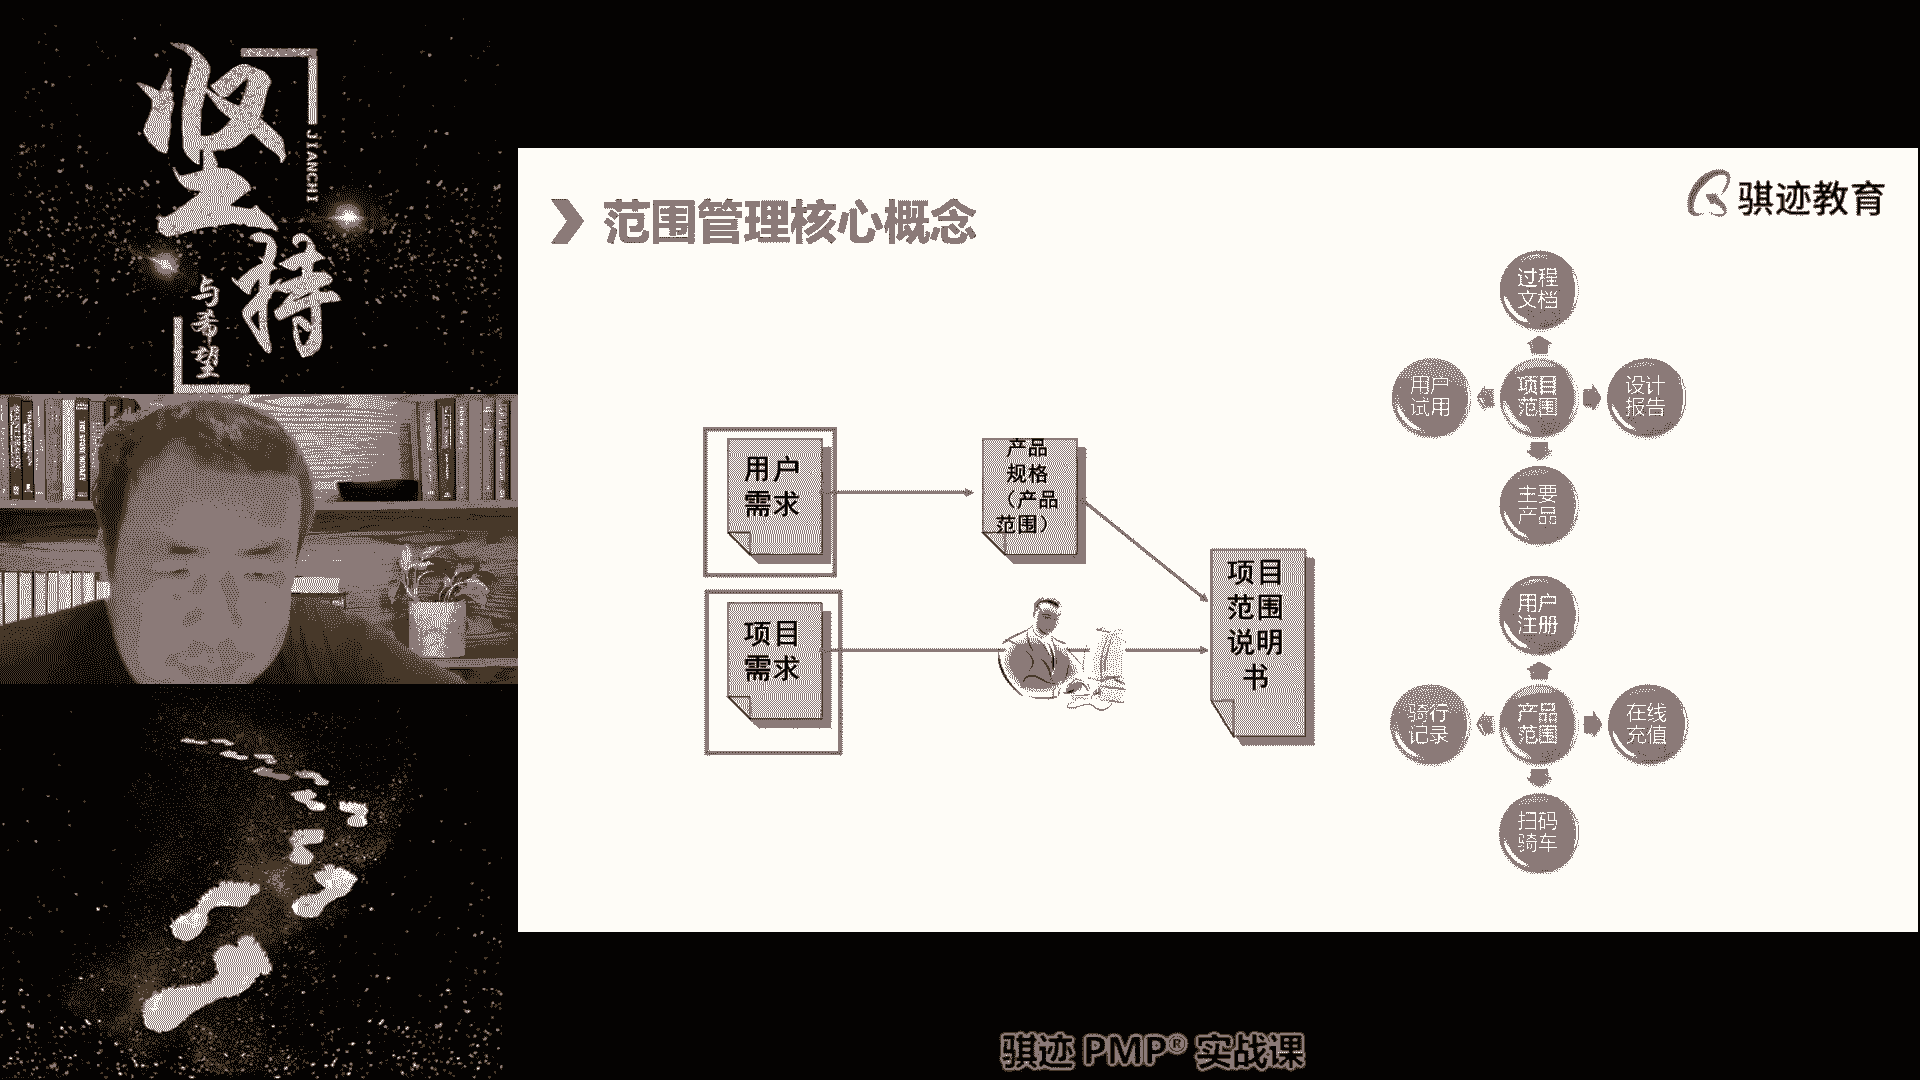 坚持
JIANCHI
与希望
骐迹教育
范围管理核心概念
用户
需求
产品
规格
（产品
范围）
项目
需求
项目
范围
说明
书
过程
文档
用户
试用
项目
范围
设计
报告
主要
产品
用户
注册
骑行
记录
产品
范围
在线
充值
扫码
骑车
骐迹 PMP® 实战课